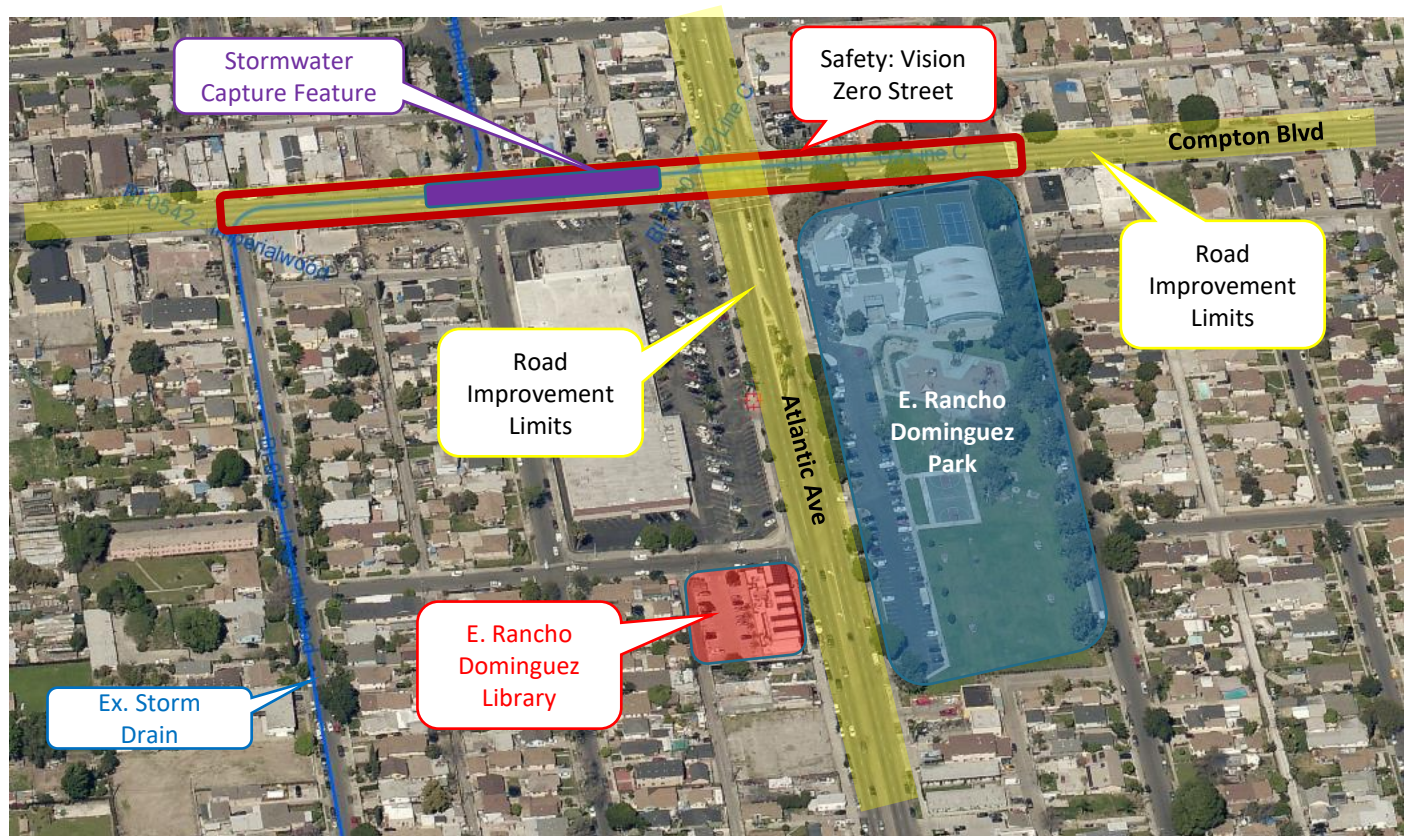 Stormwater
Capture Feature
Safety: Vision
Zero Street
Compton Blvd
Road
Improvement
Limits
Road
Improvement
Limits
Atlantic Ave
E. Rancho
Dominguez
Park
E. Rancho
Dominguez
Library
Ex. Storm
Drain